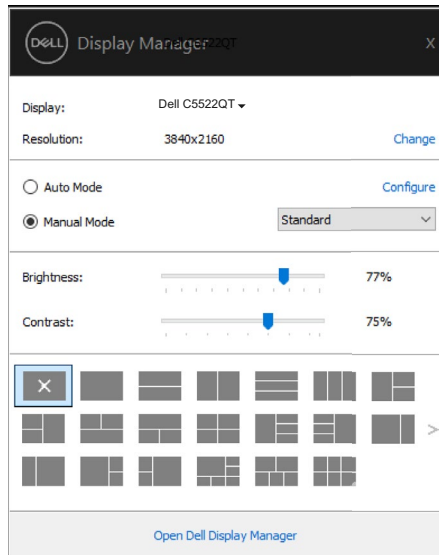 DELL Display Manager X
Display: Dell C5522QT
Resolution: 3840x2160 Change
Auto Mode Configure
Manual Mode Standard
Brightness: 77%
Contrast: 75%
Open Dell Display Manager